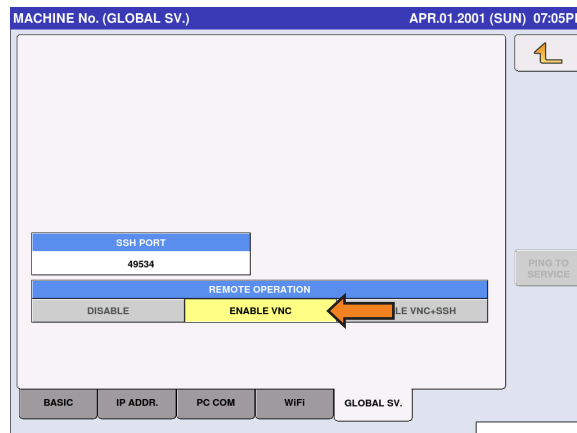 MACHINE No. (GLOBAL SV.) APR.01.2001 (SUN) 07:05P
SSH PORT
49534
PING TO
SERVICE
REMOTE OPERATION
DISABLE ENABLE VNC LE VNC+SSH
BASIC IP ADDR. PC COM WiFi GLOBAL SV.